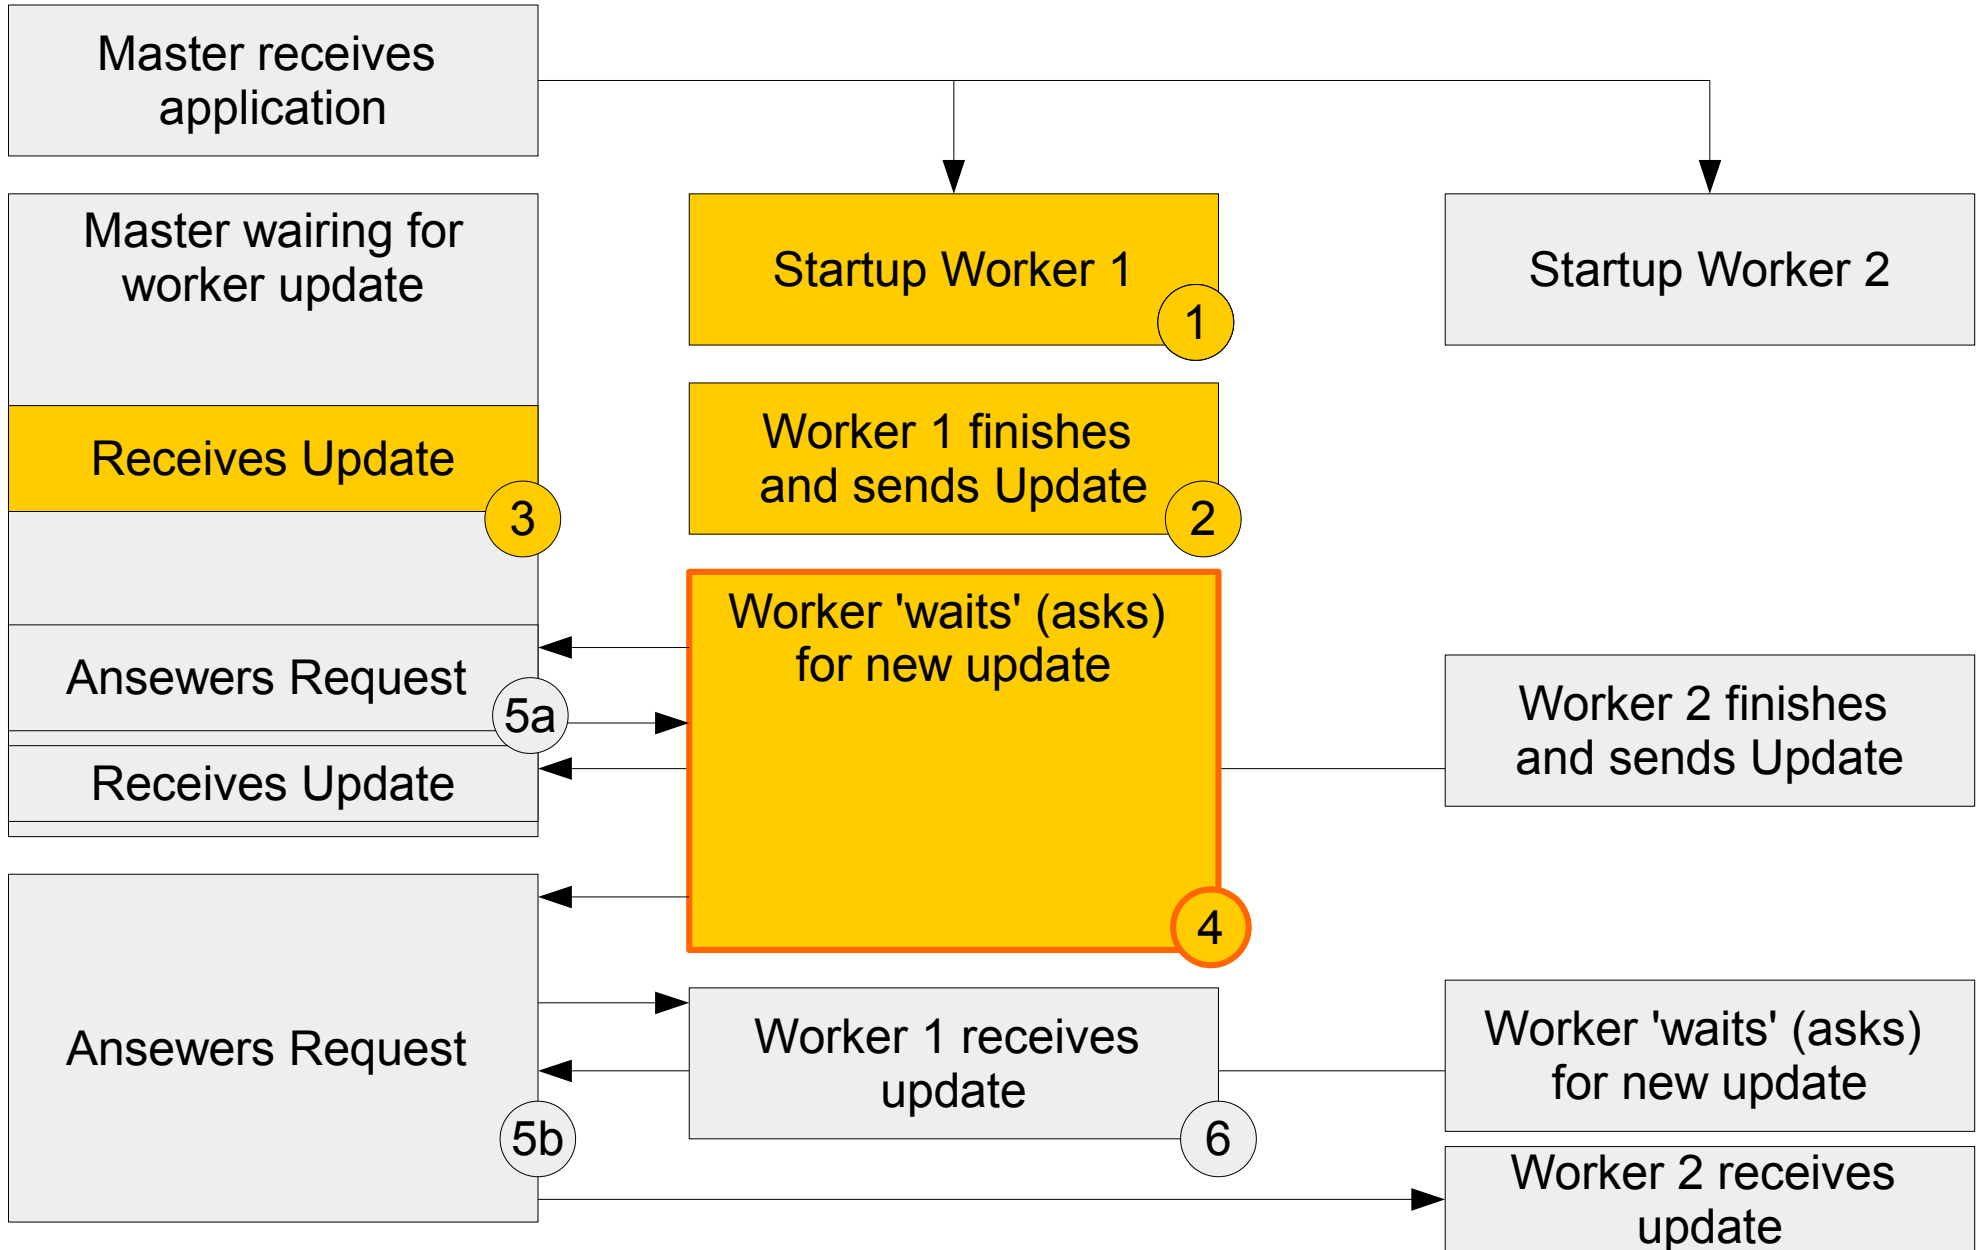 Master receives
application
Master wairing for
worker update
Startup Worker 1
1
Startup Worker 2
Receives Update
3
Worker 1 finishes
and sends Update
2
Worker 'waits' (asks)
for new update
4
Ansewers Request
5a
Receives Update
Worker 2 finishes
and sends Update
Ansewers Request
5b
Worker 1 receives
update
6
Worker 'waits' (asks)
for new update
Worker 2 receives
update